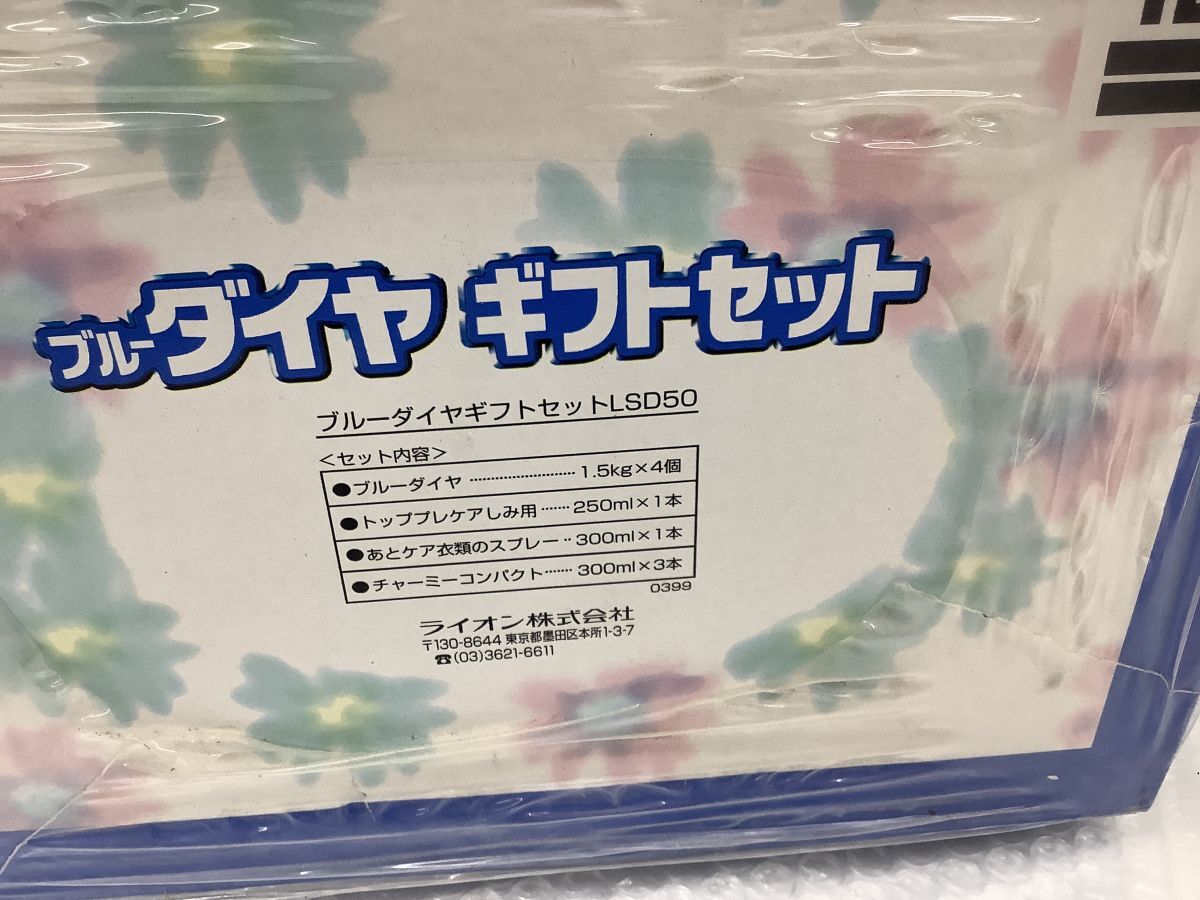 ブルーダイヤ ギフトセット
ブルーダイヤギフトセットLSD50
<セット内容>
●ブルーダイヤ ························ 1.5kg×4個
●トッププレケアしみ用 ······· 250ml×1本
●あとケア衣類のスプレー ·· 300ml×1本
●チャーミーコンパクト ······· 300ml×3本
0399
ライオン株式会社
〒130-8644 東京都墨田区本所1-3-7
☎(03)3621-6611